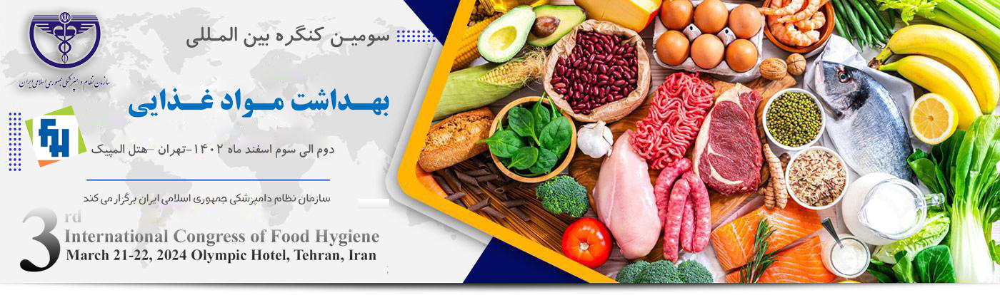 سومین کنگره بین المللی
سازمان نظام دامپزشکی جمهوری اسلامی ایران
بهداشت مواد غذایی
FH
دوم الی سوم اسفند ماه ۱۴۰۲-تهران -هتل المپیک
سازمان نظام دامپزشکی جمهوری اسلامی ایران برگزار می کند
3rd
International Congress of Food Hygiene
March 21-22, 2024 Olympic Hotel, Tehran, Iran